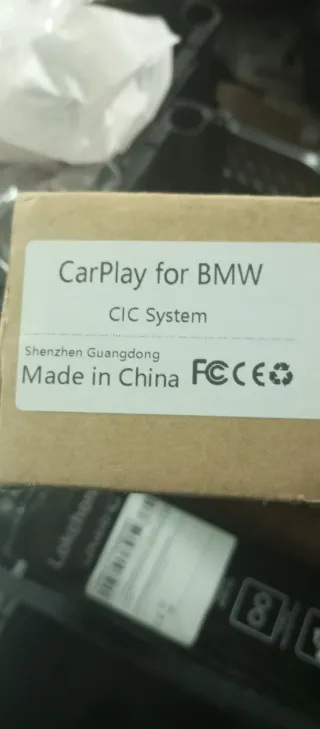 CarPlay for BMW
CIC System
Shenzhen Guangdong
Made in China FC CE